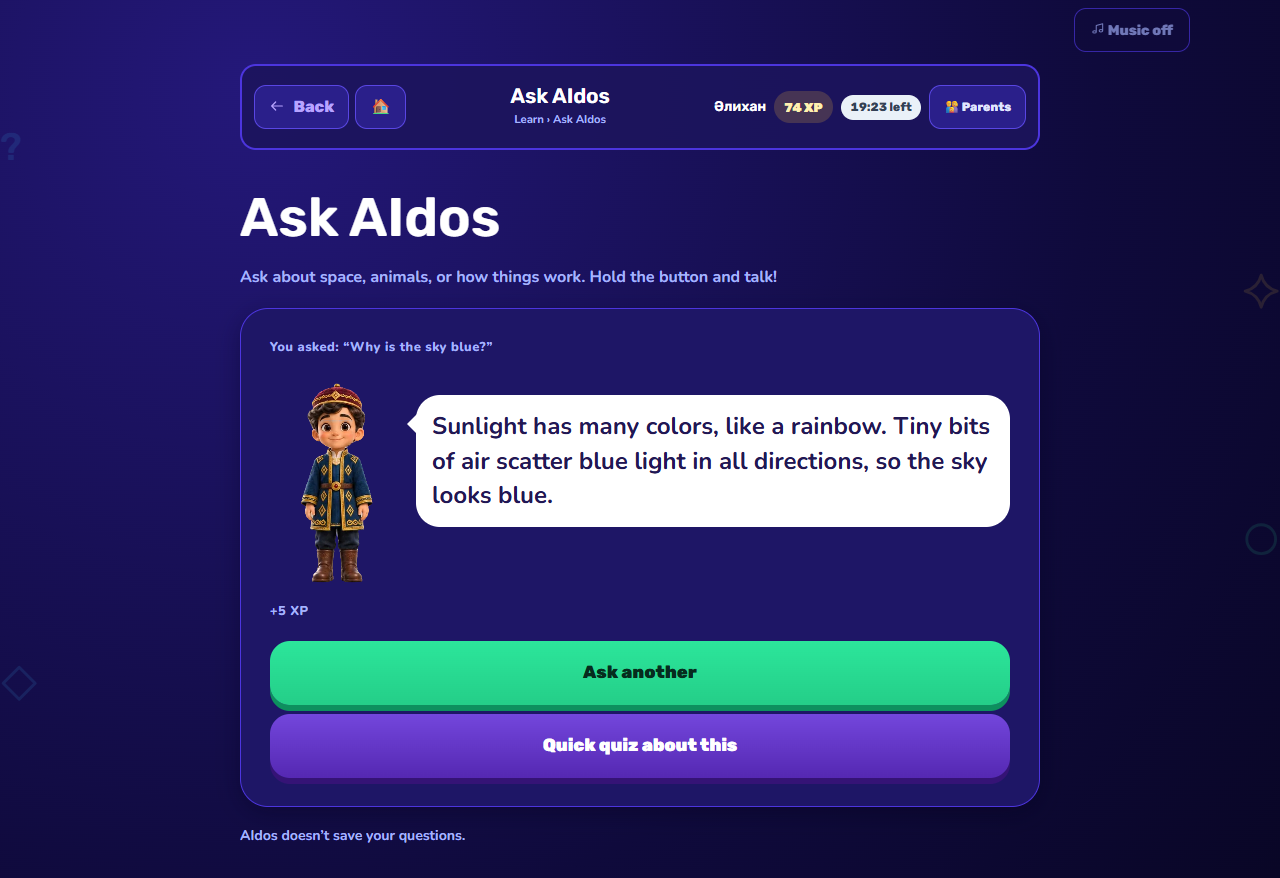 Music off
Back
Ask Aldos
Learn › Ask Aldos
Әлихан
74 XP
19:23 left
Parents
Ask Aldos
Ask about space, animals, or how things work. Hold the button and talk!
You asked: “Why is the sky blue?”
Sunlight has many colors, like a rainbow. Tiny bits
of air scatter blue light in all directions, so the sky
looks blue.
+5 XP
Ask another
Quick quiz about this
Aldos doesn’t save your questions.